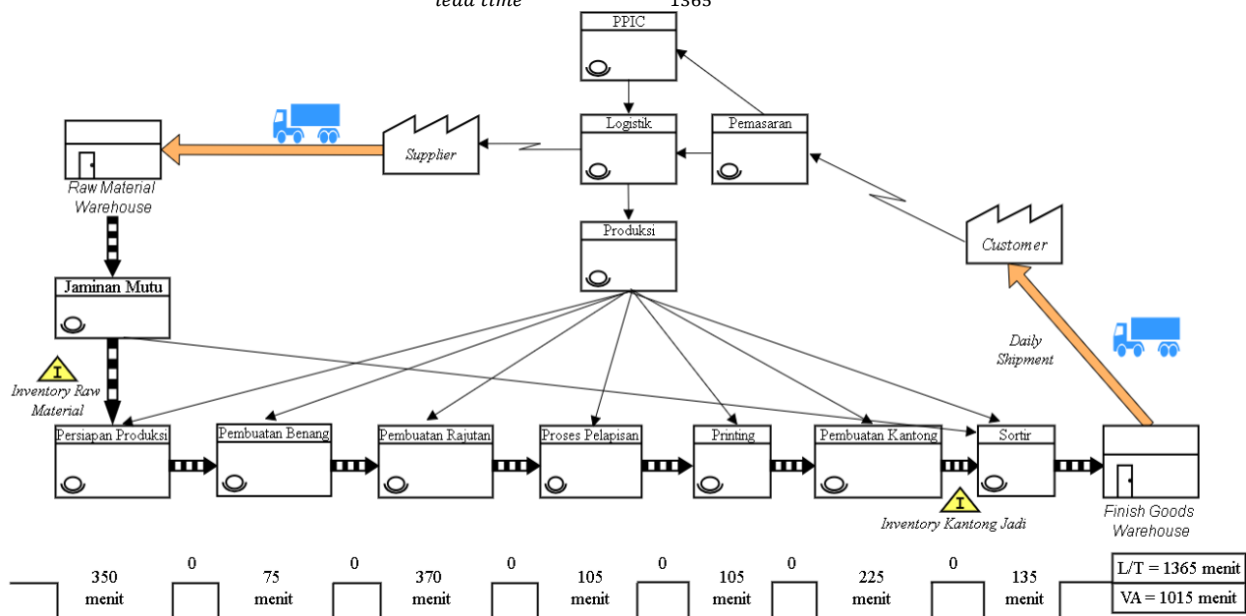 lead time
1365
PPIC
Logistik
Pemasaran
Supplier
Raw Material
Warehouse
Produksi
Customer
Jaminan Mutu
Daily
Shipment
I
Inventory Raw
Material
Persiapan Produksi
Pembuatan Benang
Pembuatan Rajutan
Proses Pelapisan
Printing
Pembuatan Kantong
Sortir
I
Inventory Kantong Jadi
Finish Goods
Warehouse
350
menit
0
75
menit
0
370
menit
0
105
menit
0
105
menit
0
225
menit
0
135
menit
L/T = 1365 menit
VA = 1015 menit